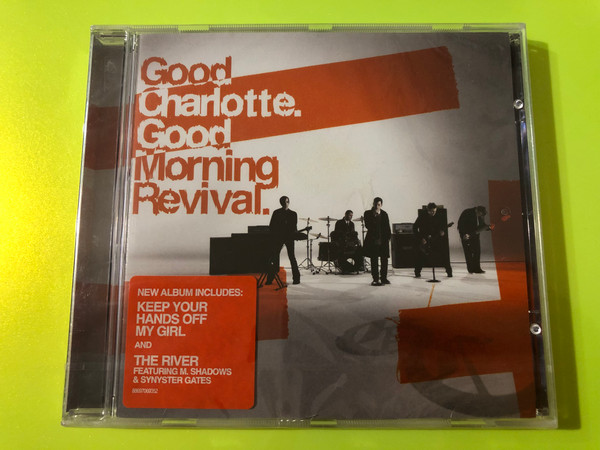 Good
Charlotte.
Good
Morning
Revival.
NEW ALBUM INCLUDES:
KEEP YOUR
HANDS OFF
MY GIRL
AND
THE RIVER
FEATURING M. SHADOWS
& SYNYSTER GATES